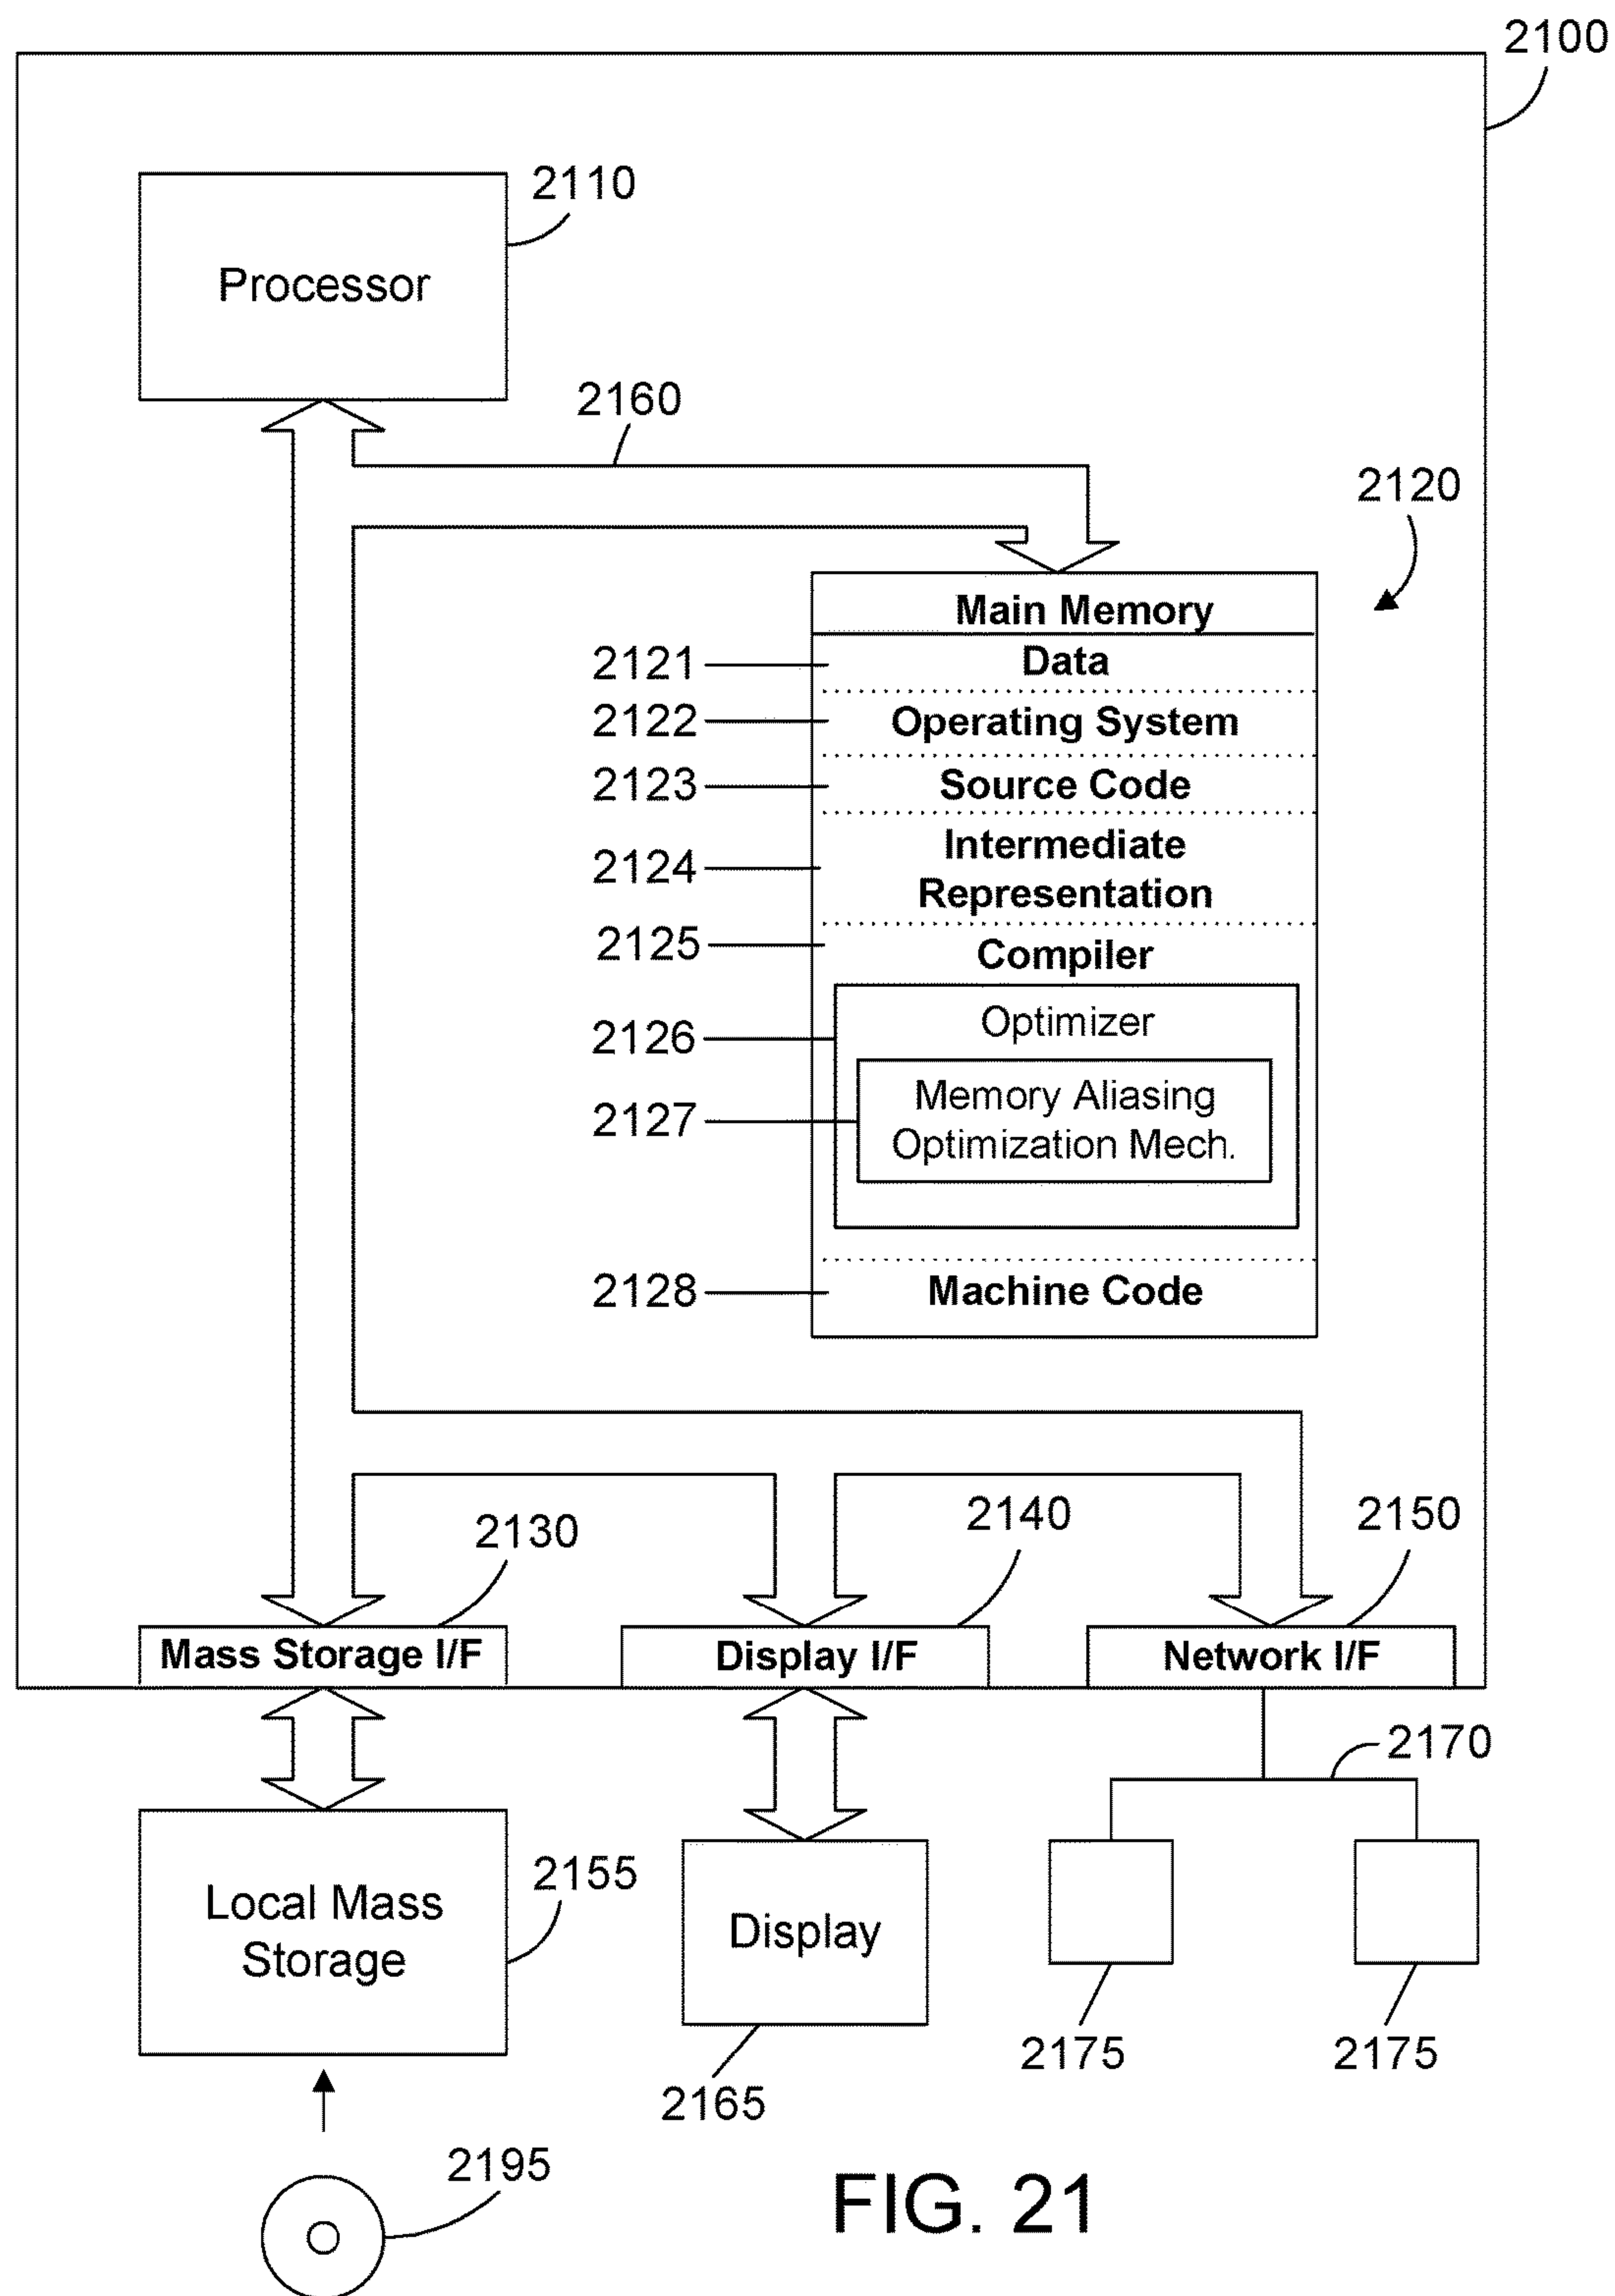 2100
2110
Processor
2160
2120
Main Memory
2121 Data
2122 Operating System
2123 Source Code
2124 Intermediate
Representation
2125 Compiler
2126 Optimizer
2127 Memory Aliasing
Optimization Mech.
2128 Machine Code
2130
2140
2150
Mass Storage I/F
Display I/F
Network I/F
2170
2155
Local Mass
Storage
Display
2175
2175
2165
2195
FIG. 21